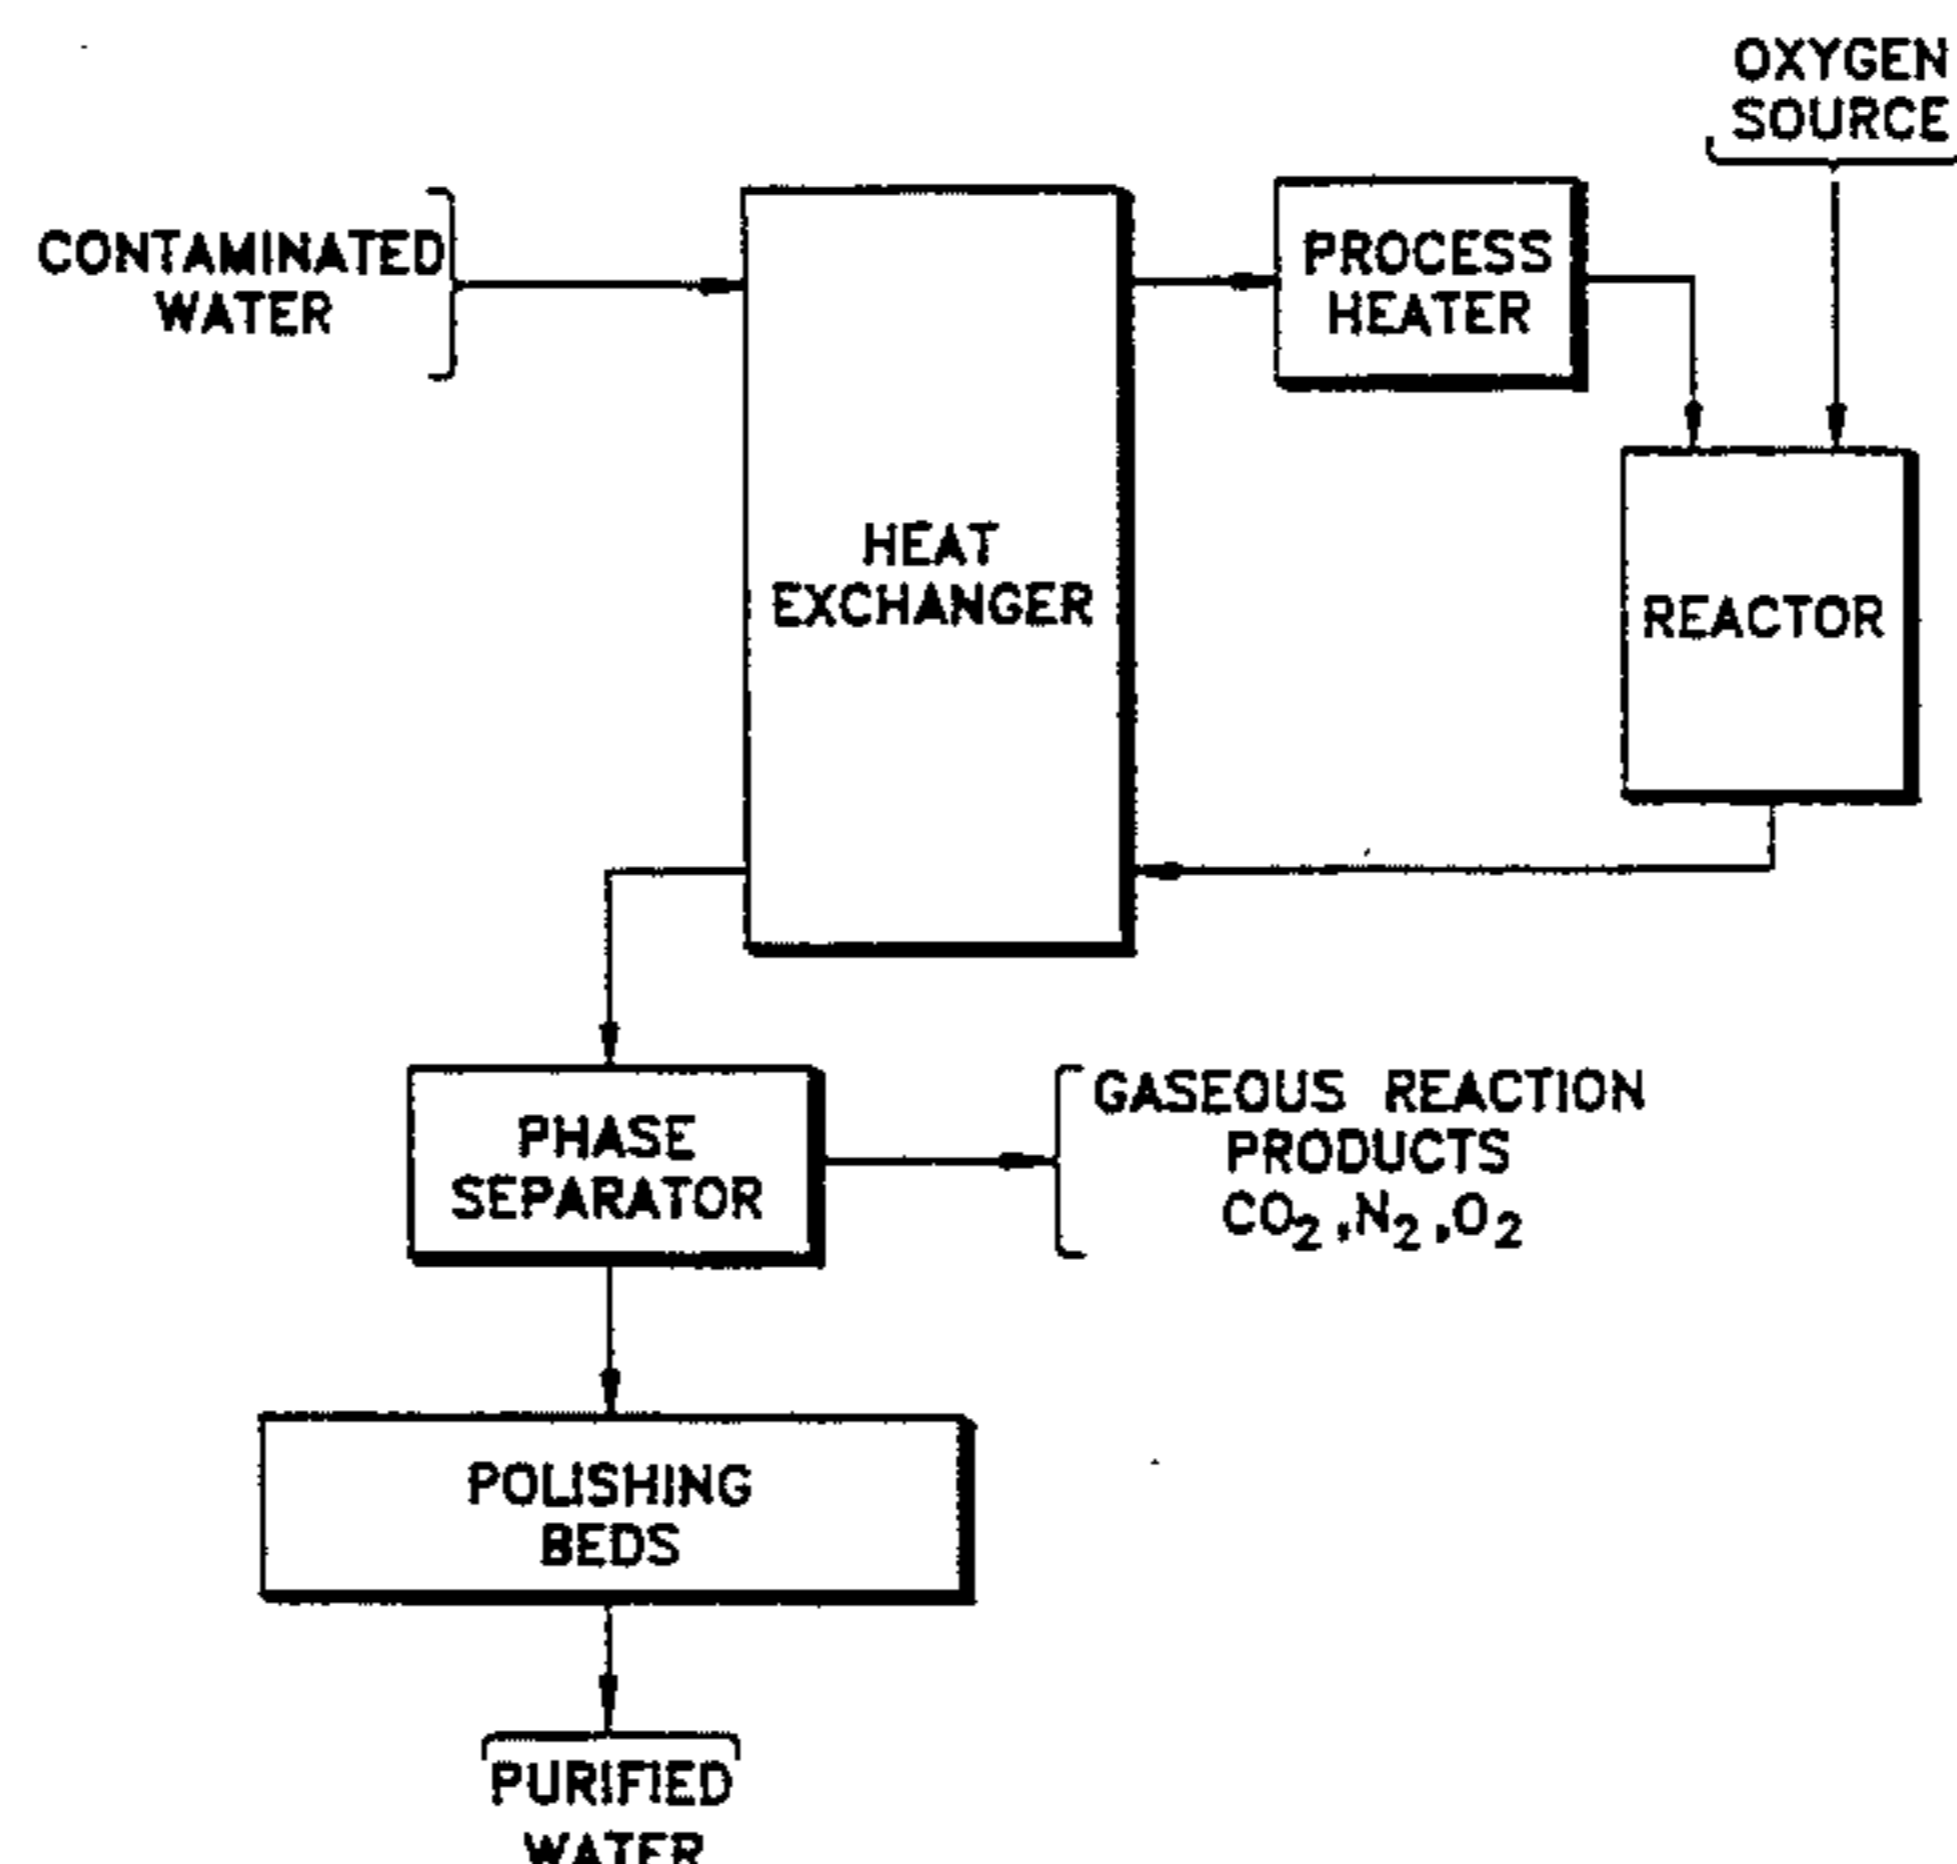 OXYGEN
SOURCE
CONTAMINATED
WATER
PROCESS
HEATER
HEAT
EXCHANGER
REACTOR
PHASE
SEPARATOR
GASEOUS REACTION
PRODUCTS
CO₂,N₂,O₂
POLISHING
BEDS
PURIFIED
WATER